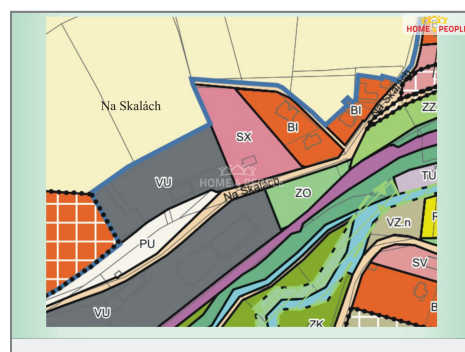 HOME PEOPLE
Na Skalách
Na Skalách
BI
BI
SX
ZZ
VU
HOME PEOPLE
Na Skalách
ZO
TU
PU
VZ.n
SV
VU
ZK